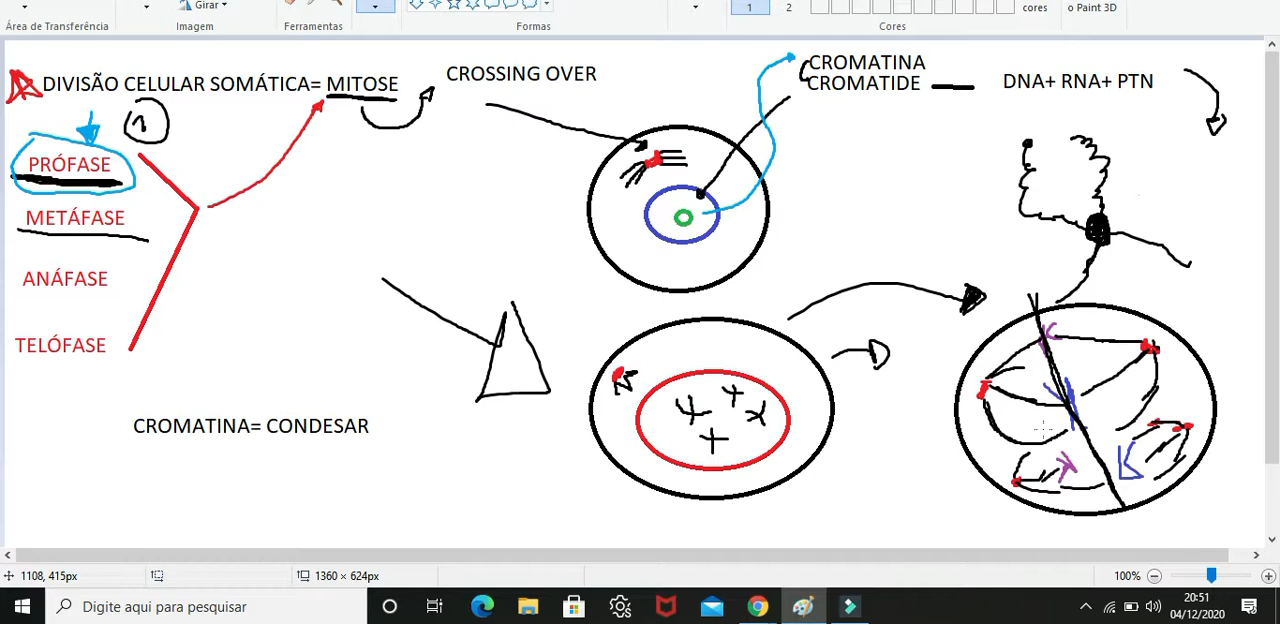 Girar
Área de Transferência
Imagem
Ferramentas
Formas
1
2
cores
o Paint 3D
Cores
DIVISÃO CELULAR SOMÁTICA= MITOSE
CROSSING OVER
CROMATINA
CROMATIDE
DNA+ RNA+ PTN
1
PRÓFASE
METÁFASE
ANÁFASE
TELÓFASE
CROMATINA= CONDESAR
1108, 415px
1360 × 624px
100%
Digite aqui para pesquisar
20:51
04/12/2020